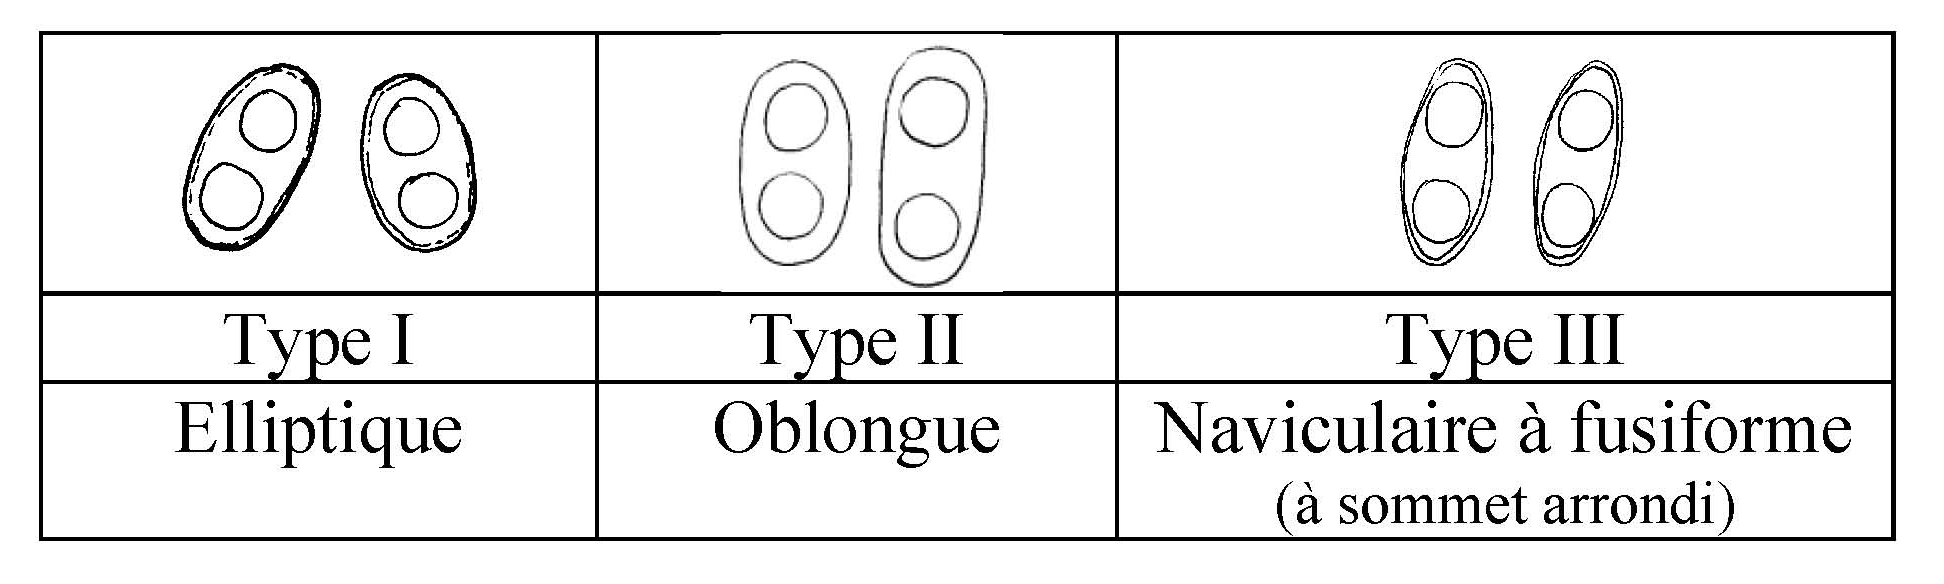 Type I
Type II
Type III
Elliptique
Oblongue
Naviculaire à fusiforme
(à sommet arrondi)